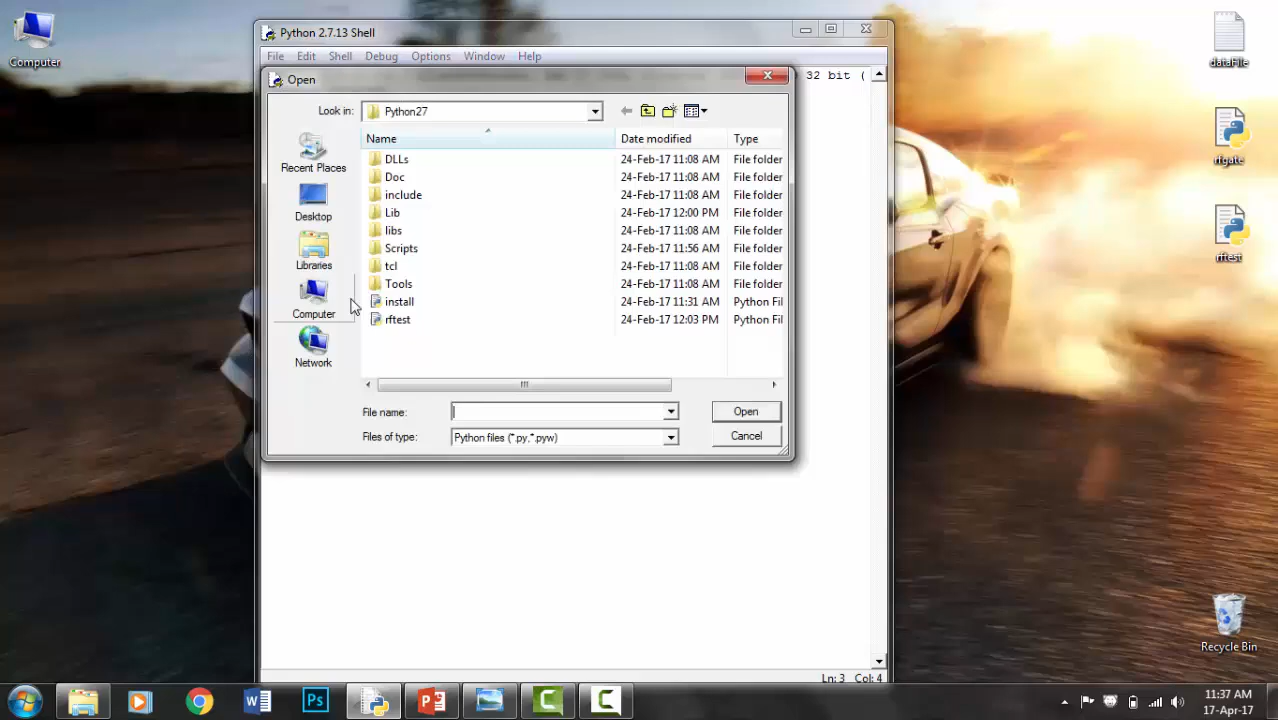 Computer
Python 2.7.13 Shell
File Edit Shell Debug Options Window Help
32 bit (
Open
Look in: Python27
Name Date modified Type
DLLs 24-Feb-17 11:08 AM File folder
Doc 24-Feb-17 11:08 AM File folder
include 24-Feb-17 11:08 AM File folder
Lib 24-Feb-17 12:00 PM File folder
libs 24-Feb-17 11:08 AM File folder
Scripts 24-Feb-17 11:56 AM File folder
tcl 24-Feb-17 11:08 AM File folder
Tools 24-Feb-17 11:08 AM File folder
install 24-Feb-17 11:31 AM Python Fil
rftest 24-Feb-17 12:03 PM Python Fil
Recent Places
Desktop
Libraries
Computer
Network
File name: Open
Files of type: Python files (*.py,*.pyw) Cancel
Ln: 3 Col: 4
dataFile
rfgate
rftest
Recycle Bin
W
Ps
P
C
C
11:37 AM
17-Apr-17